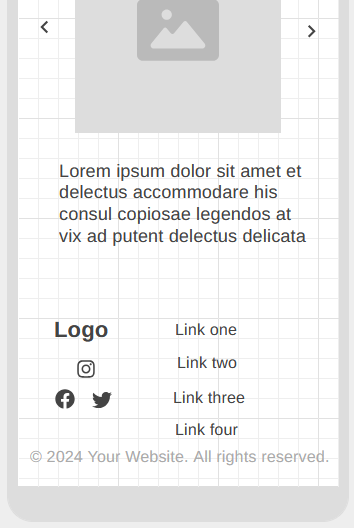 Lorem ipsum dolor sit amet et
delectus accommodare his
consul copiosae legendos at
vix ad putent delectus delicata
Logo
Link one
Link two
Link three
Link four
© 2024 Your Website. All rights reserved.